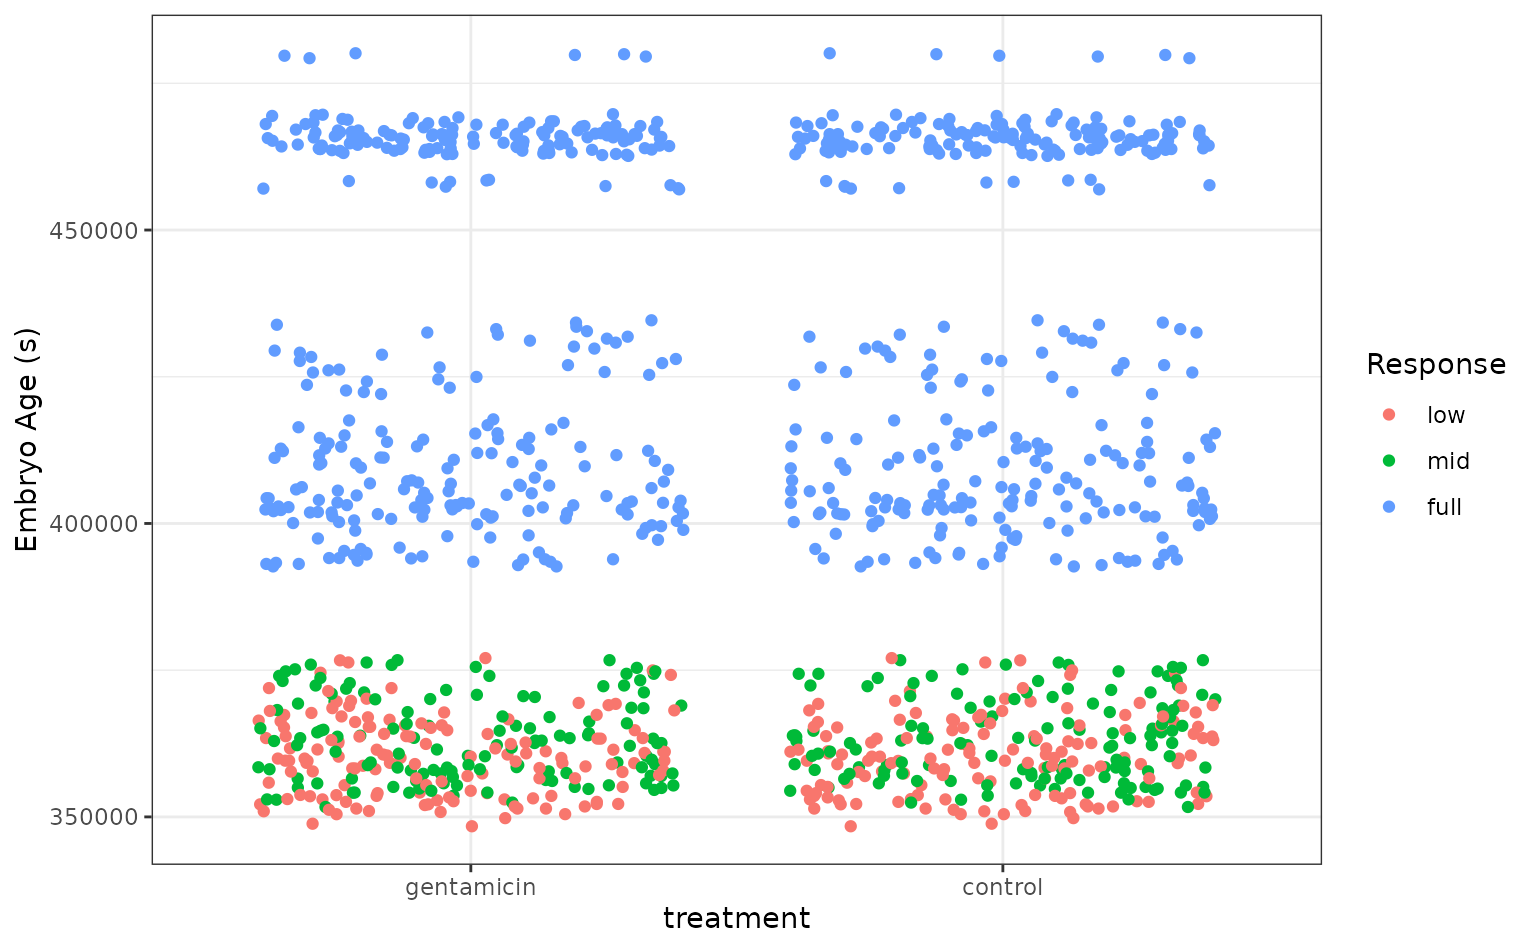 Embryo Age (s)
450000
400000
350000
gentamicin
control
treatment
Response
low
mid
full